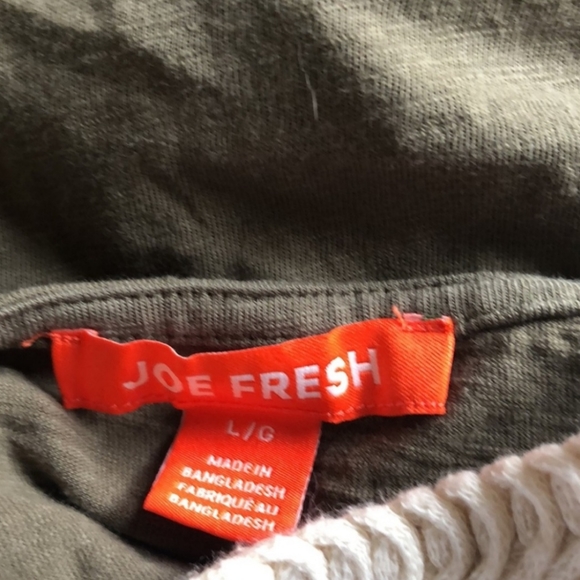 JOE FRESH
L/G
MADE IN
BANGLADESH
FABRIQUÉ AU
BANGLADESH